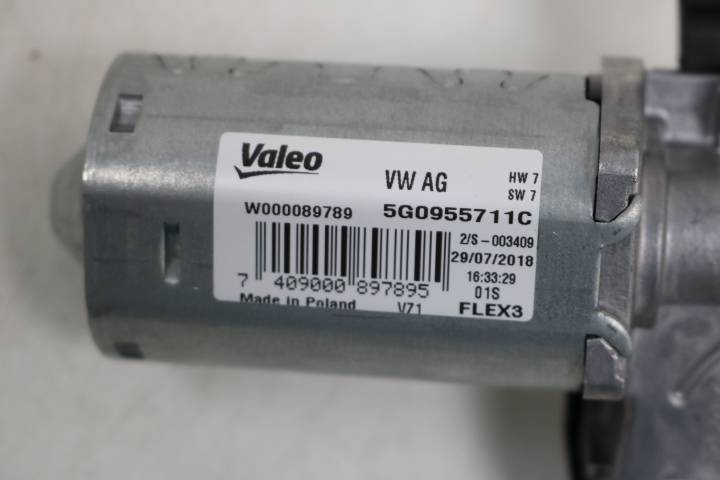 Valeo
VW AG
HW 7
SW 7
W000089789
5G0955711C
2/S-003409
29/07/2018
16:33:29
7 409000 897895
01S
Made in Poland
V71
FLEX3